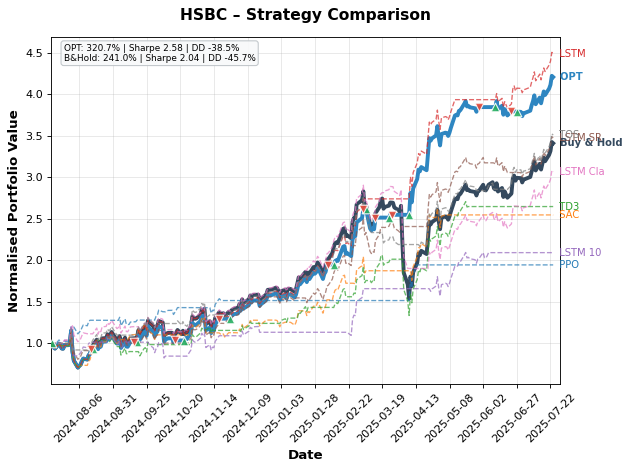 HSBC – Strategy Comparison
OPT: 320.7% | Sharpe 2.58 | DD -38.5%
B&Hold: 241.0% | Sharpe 2.04 | DD -45.7%
Normalised Portfolio Value
4.5
4.0
3.5
3.0
2.5
2.0
1.5
1.0
LSTM
OPT
Buy & Hold
LSTM Cla
TD3
SAC
LSTM 10
PPO
2024-08-06
2024-08-31
2024-09-25
2024-10-20
2024-11-14
2024-12-09
2025-01-03
2025-01-28
2025-02-22
2025-03-19
2025-04-13
2025-05-08
2025-06-02
2025-06-27
2025-07-22
Date